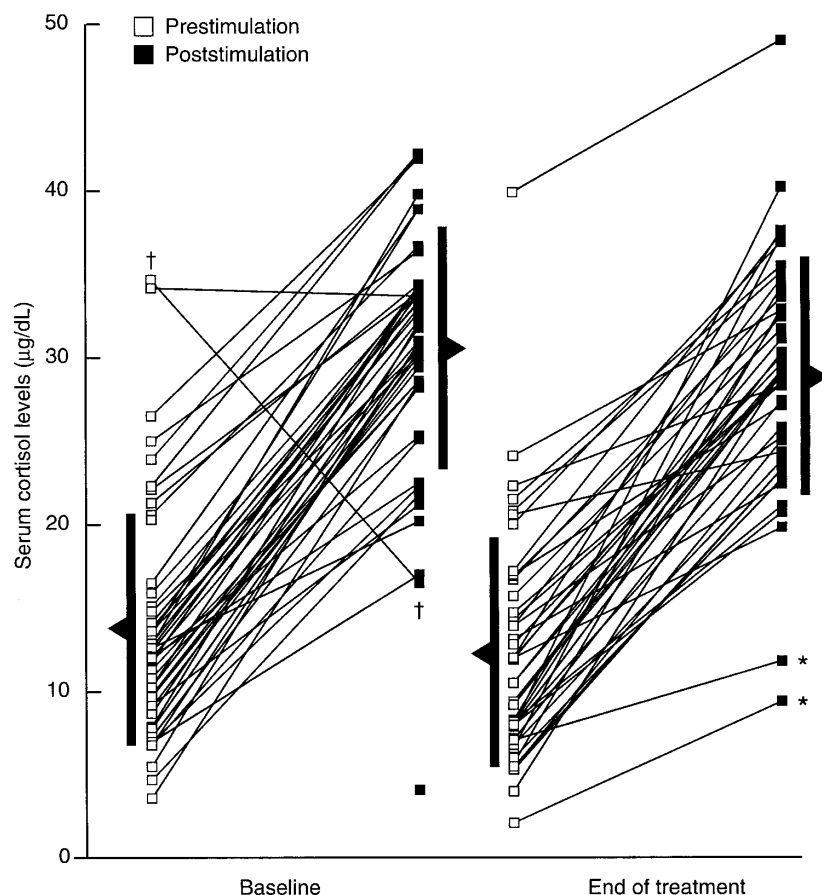 Prestimulation
Poststimulation
50
40
30
20
10
0
Serum cortisol levels (μg/dL)
†
†
*
*
Baseline
End of treatment